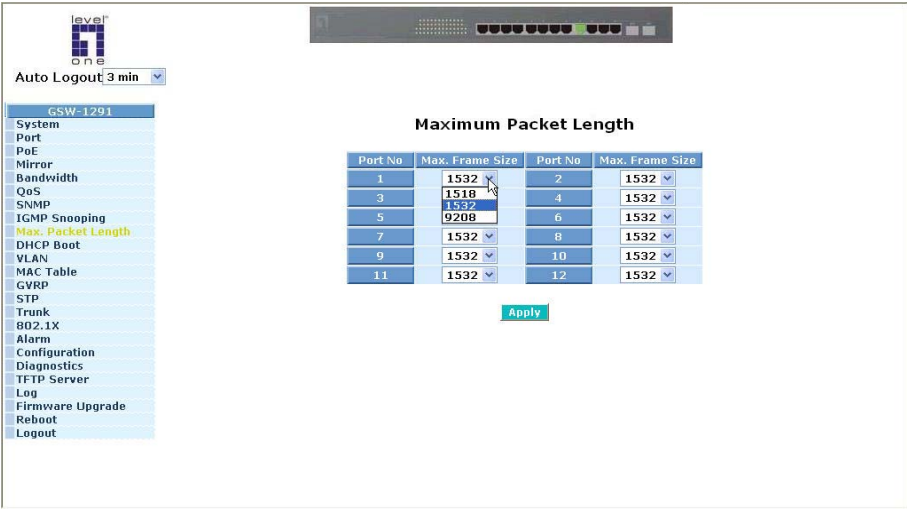 level
one
Auto Logout 3 min
GSW-1291
System
Port
PoE
Mirror
Bandwidth
QoS
SNMP
IGMP Snooping
Max. Packet Length
DHCP Boot
VLAN
MAC Table
GVRP
STP
Trunk
802.1X
Alarm
Configuration
Diagnostics
TFTP Server
Log
Firmware Upgrade
Reboot
Logout
Maximum Packet Length
Port No Max. Frame Size Port No Max. Frame Size
1 1532 2 1532
1518
1532
9208
3 4 1532
5 6 1532
7 1532 8 1532
9 1532 10 1532
11 1532 12 1532
Apply